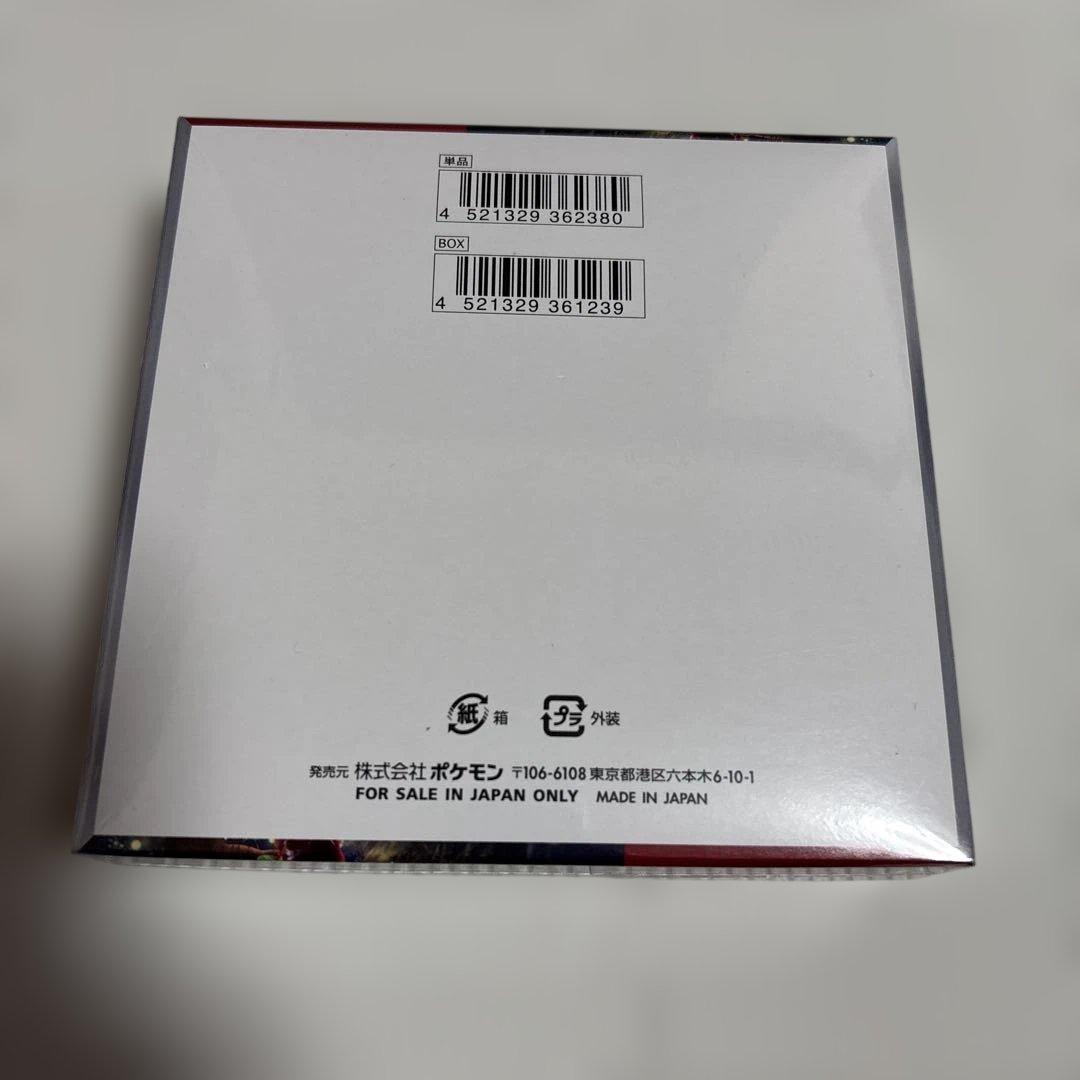 単品
4 521329 362380
BOX
4 521329 361239
紙 箱 プラ 外装
発売元 株式会社 ポケモン 〒106-6108 東京都港区六本木6-10-1
FOR SALE IN JAPAN ONLY MADE IN JAPAN